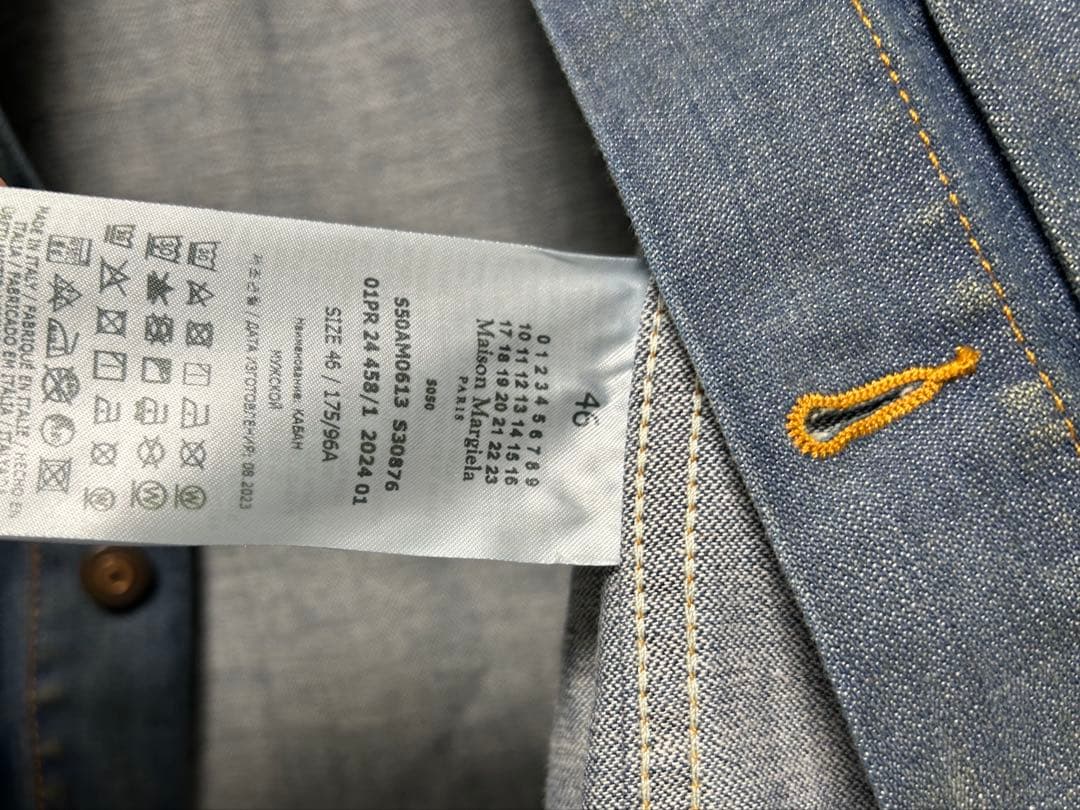 46
0 1 2 3 4 5 6 7 8 9
10 11 12 13 14 15 16
17 18 19 20 21 22 23
Maison Margiela
PARIS
S050
S50AM0613 S30876
01PR 24 458/1 2024 01
SIZE 46 / 175/96A
Наименование: КАБАН
МУЖСКОЙ
/ ДАТА ИЗГОТОВЛЕНИЯ: 08 2023
MADE IN ITALY / FABRIQUÉ EN ITALIE / HECHO EN
ITALIA / FABRICADO EM ITÁLIA /